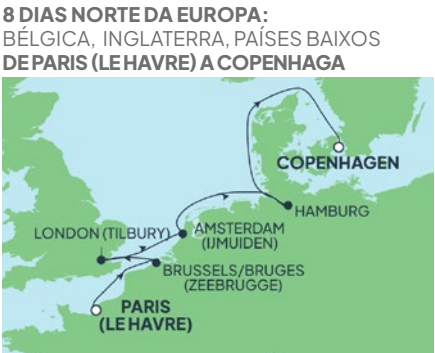 8 DIAS NORTE DA EUROPA:
BÉLGICA, INGLATERRA, PAÍSES BAIXOS
DE PARIS (LE HAVRE) A COPENHAGA
COPENHAGEN
HAMBURG
LONDON (TILBURY)
AMSTERDAM
(IJMUIDEN)
BRUSSELS/BRUGES
(ZEEBRUGGE)
PARIS
(LE HAVRE)